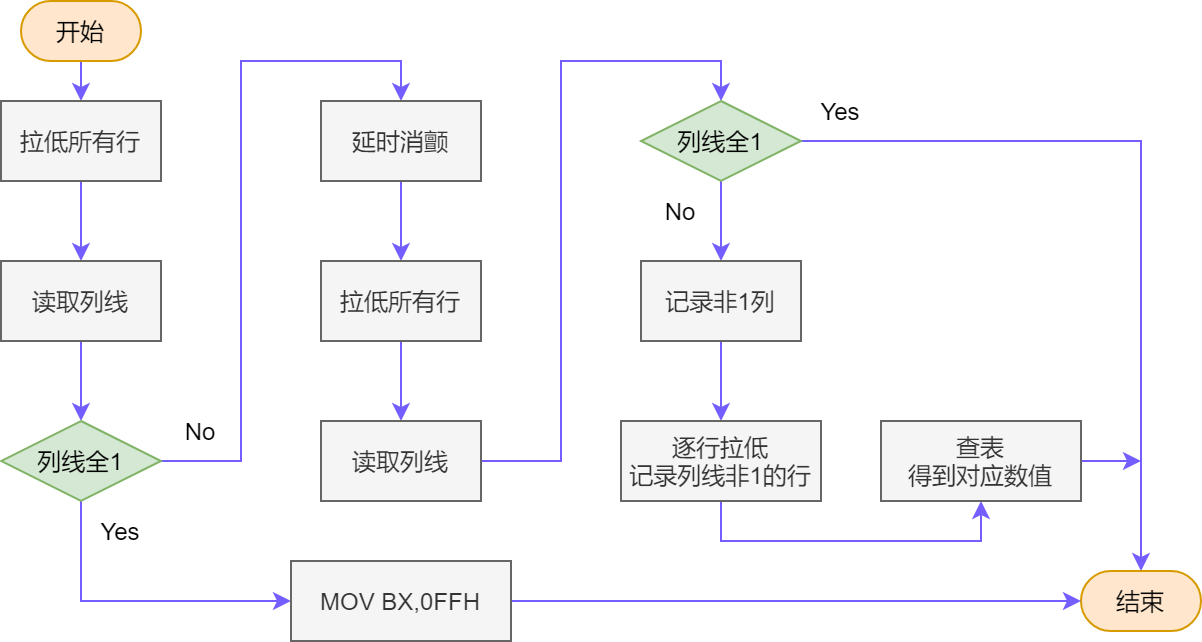 开始
拉低所有行
读取列线
列线全1
No
Yes
延时消颤
拉低所有行
读取列线
MOV BX,0FFH
列线全1
Yes
No
记录非1列
逐行拉低
记录列线非1的行
查表
得到对应数值
结束